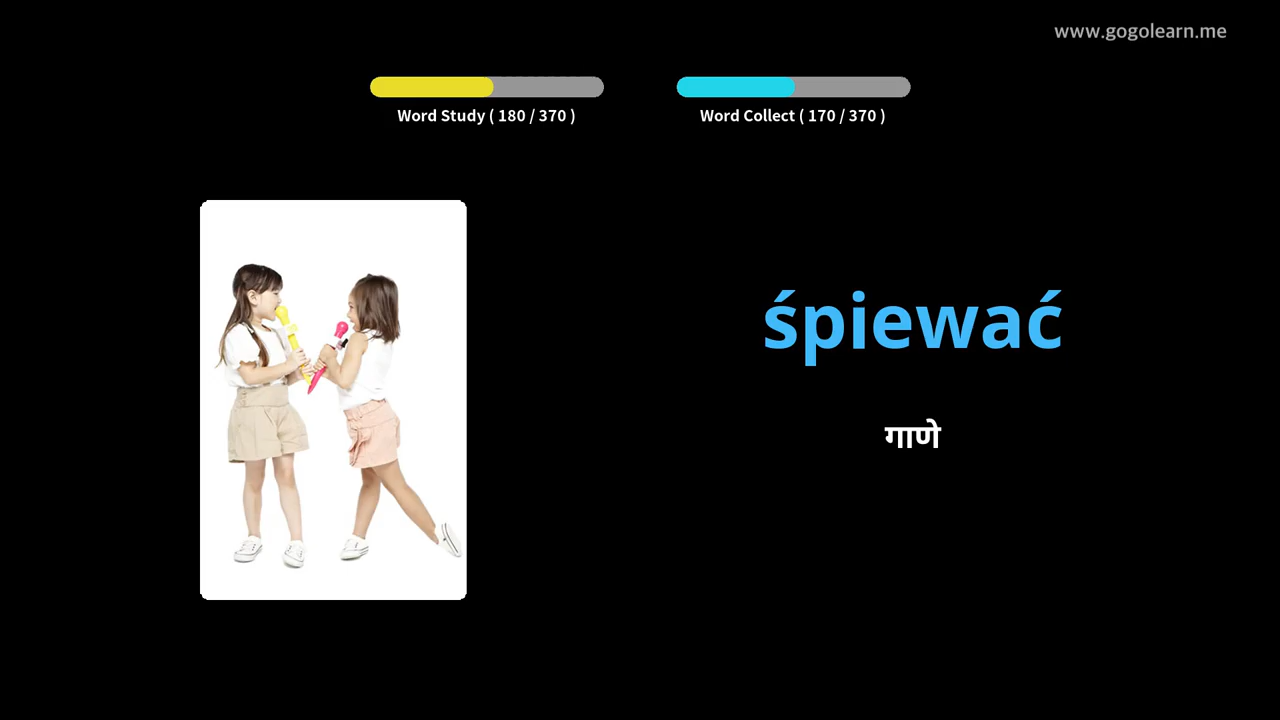 www.gogolearn.me
Word Study ( 180 / 370 )
Word Collect ( 170 / 370 )
śpiewać
गाणे